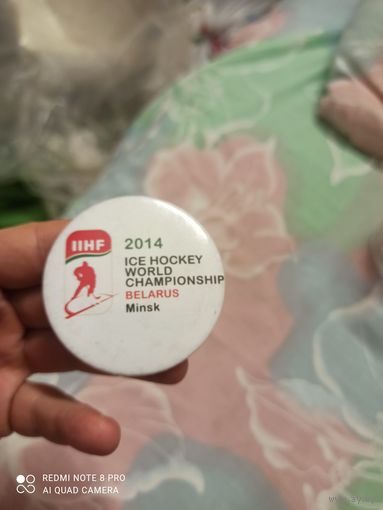 IIHF
2014
ICE HOCKEY
WORLD
CHAMPIONSHIP
BELARUS
Minsk
REDMI NOTE 8 PRO
AI QUAD CAMERA